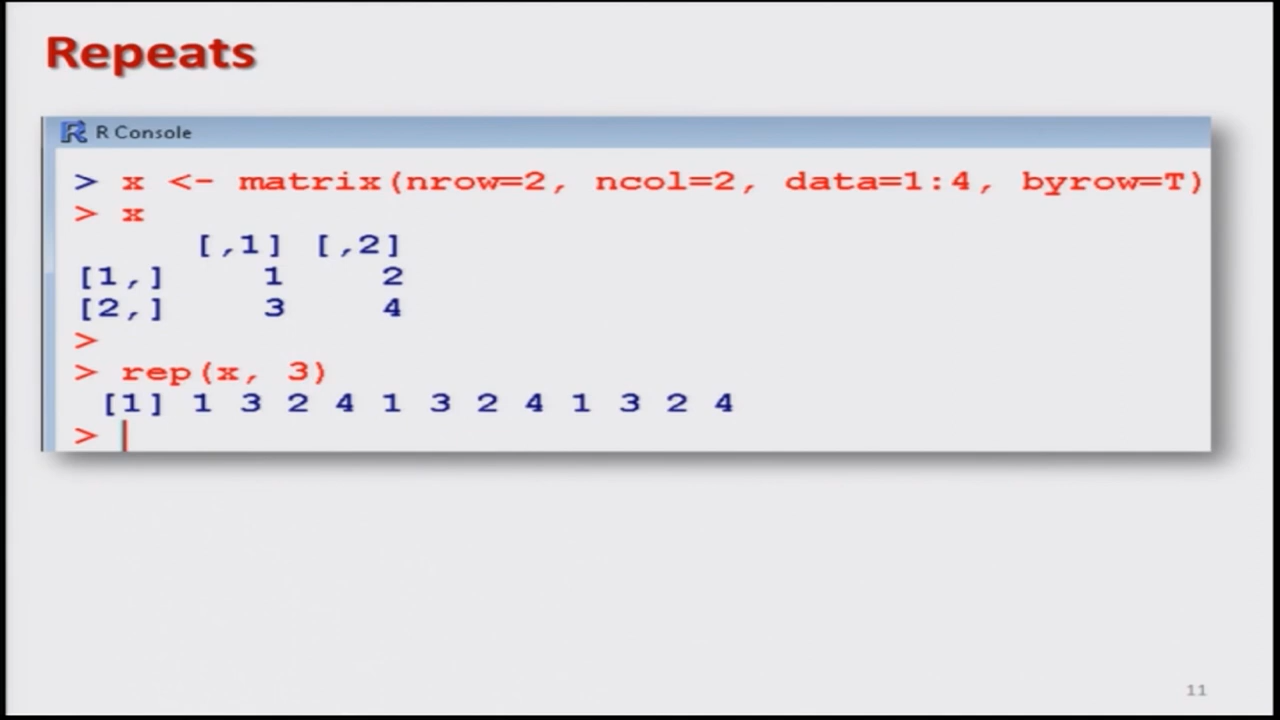 Repeats
R Console
> x <- matrix(nrow=2, ncol=2, data=1:4, byrow=T)
> x
[,1] [,2]
[1,] 1 2
[2,] 3 4
>
> rep(x, 3)
[1] 1 3 2 4 1 3 2 4 1 3 2 4
>
11